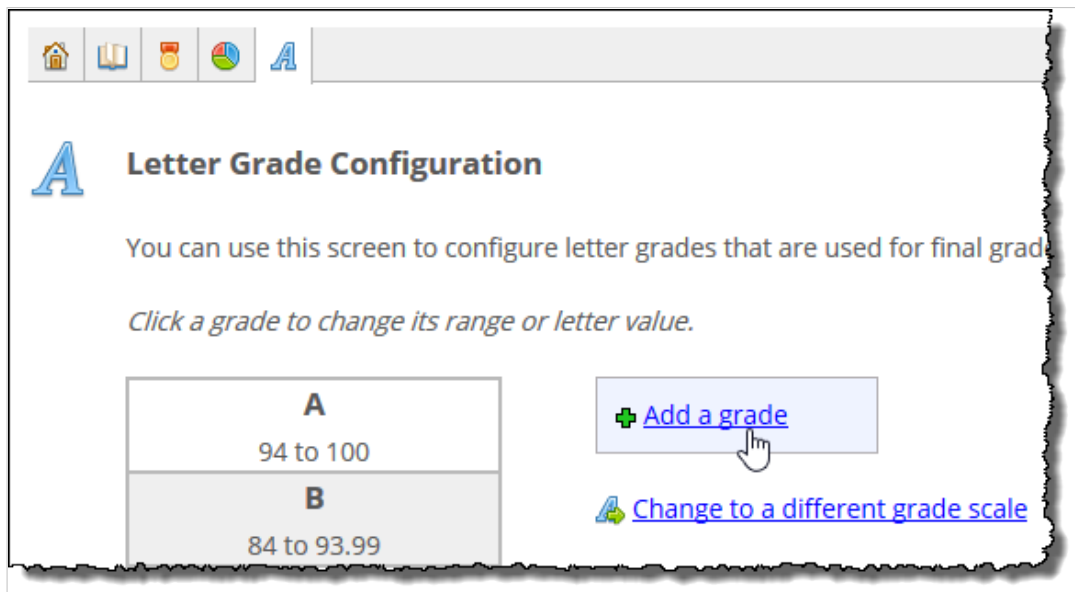 Letter Grade Configuration
You can use this screen to configure letter grades that are used for final grad
Click a grade to change its range or letter value.
A
94 to 100
B
84 to 93.99
Add a grade
Change to a different grade scale